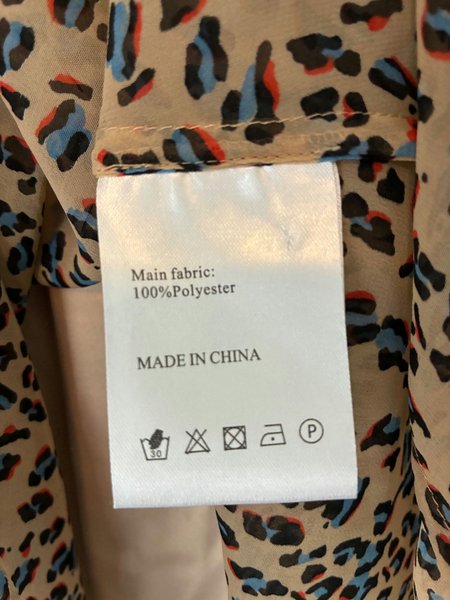 Main fabric:
100%Polyester
MADE IN CHINA
30
P